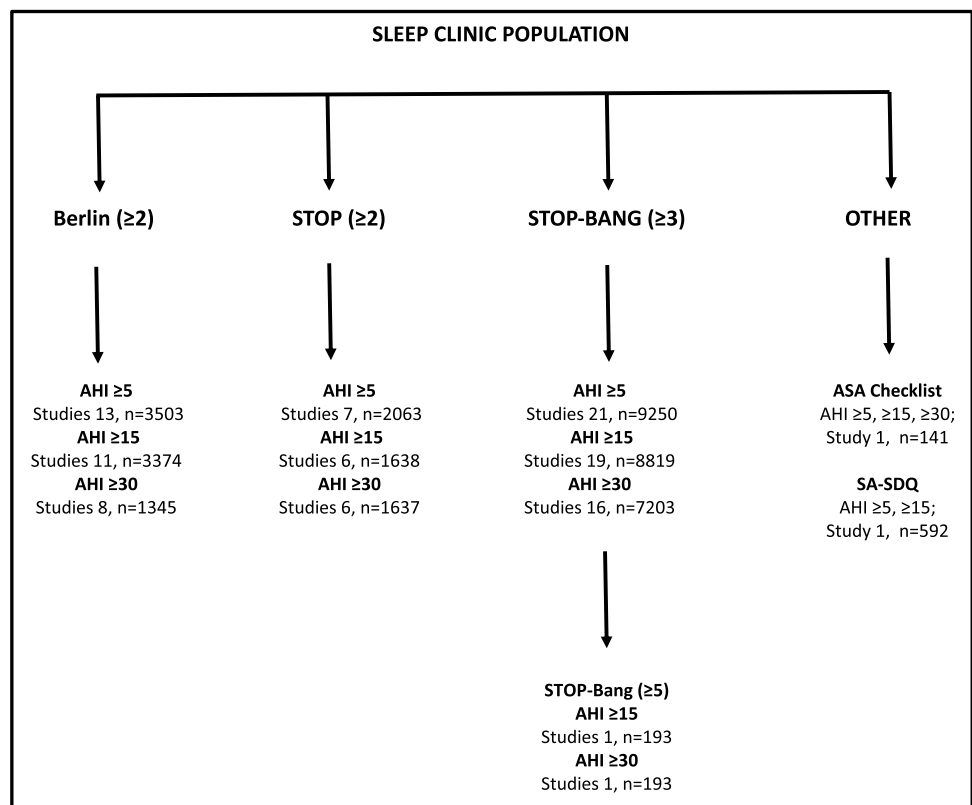 SLEEP CLINIC POPULATION
Berlin (≥2)
STOP (≥2)
STOP-BANG (≥3)
OTHER
AHI ≥5
Studies 13, n=3503
AHI ≥15
Studies 11, n=3374
AHI ≥30
Studies 8, n=1345
AHI ≥5
Studies 7, n=2063
AHI ≥15
Studies 6, n=1638
AHI ≥30
Studies 6, n=1637
AHI ≥5
Studies 21, n=9250
AHI ≥15
Studies 19, n=8819
AHI ≥30
Studies 16, n=7203
ASA Checklist
AHI ≥5, ≥15, ≥30;
Study 1, n=141
SA-SDQ
AHI ≥5, ≥15;
Study 1, n=592
STOP-Bang (≥5)
AHI ≥15
Studies 1, n=193
AHI ≥30
Studies 1, n=193